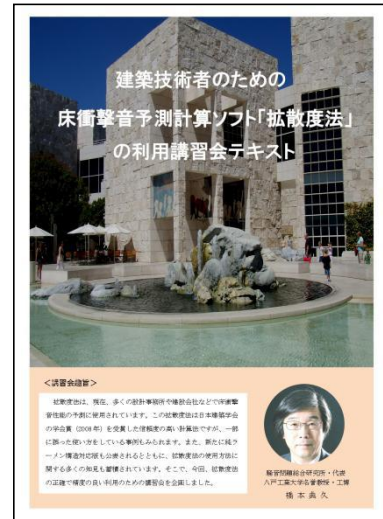 建築技術者のための
床衝撃音予測計算ソフト「拡散度法」
の利用講習会テキスト
＜講習会趣旨＞
拡散度法は、現在、多くの設計事務所や建設会社などで床衝撃
音性能の予測に使用されています。この拡散度法は日本建築学会
の学会賞（2008 年）を受賞した信頼度の高い計算法ですが、一部
に誤った使い方をしている事例もみられます。また、新たに純ラ
ーメン構造対応版も公表されるとともに、拡散度法の使用方法に
関する多くの知見も蓄積されています。そこで、今回、拡散度法
の正確で精度の良い利用のための講習会を企画しました。
騒音問題総合研究所・代表
八戸工業大学名誉教授・工博
橋 本 典 久